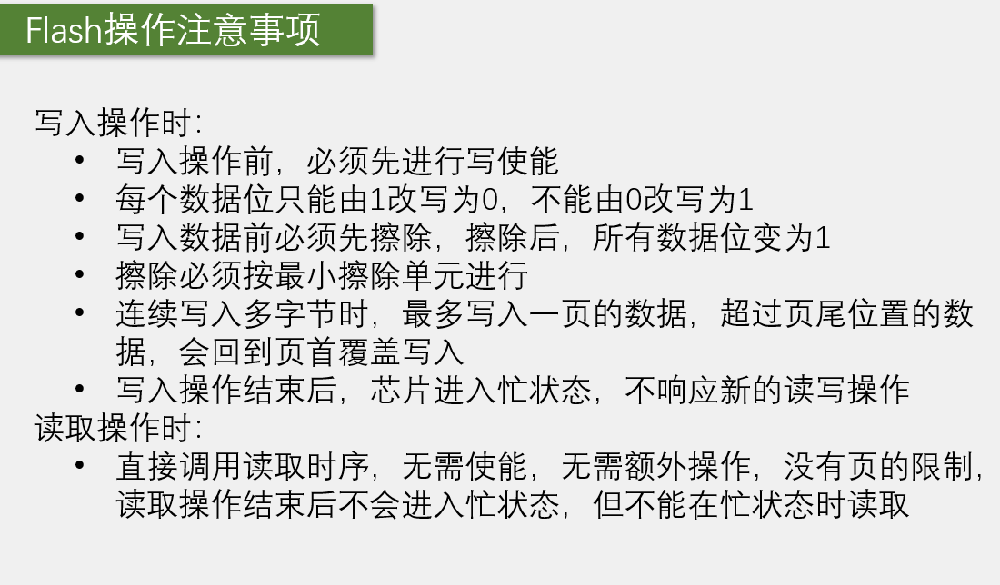 Flash操作注意事项
写入操作时：
• 写入操作前，必须先进行写使能
• 每个数据位只能由1改写为0，不能由0改写为1
• 写入数据前必须先擦除，擦除后，所有数据位变为1
• 擦除必须按最小擦除单元进行
• 连续写入多字节时，最多写入一页的数据，超过页尾位置的数
据，会回到页首覆盖写入
• 写入操作结束后，芯片进入忙状态，不响应新的读写操作
读取操作时：
• 直接调用读取时序，无需使能，无需额外操作，没有页的限制，
读取操作结束后不会进入忙状态，但不能在忙状态时读取